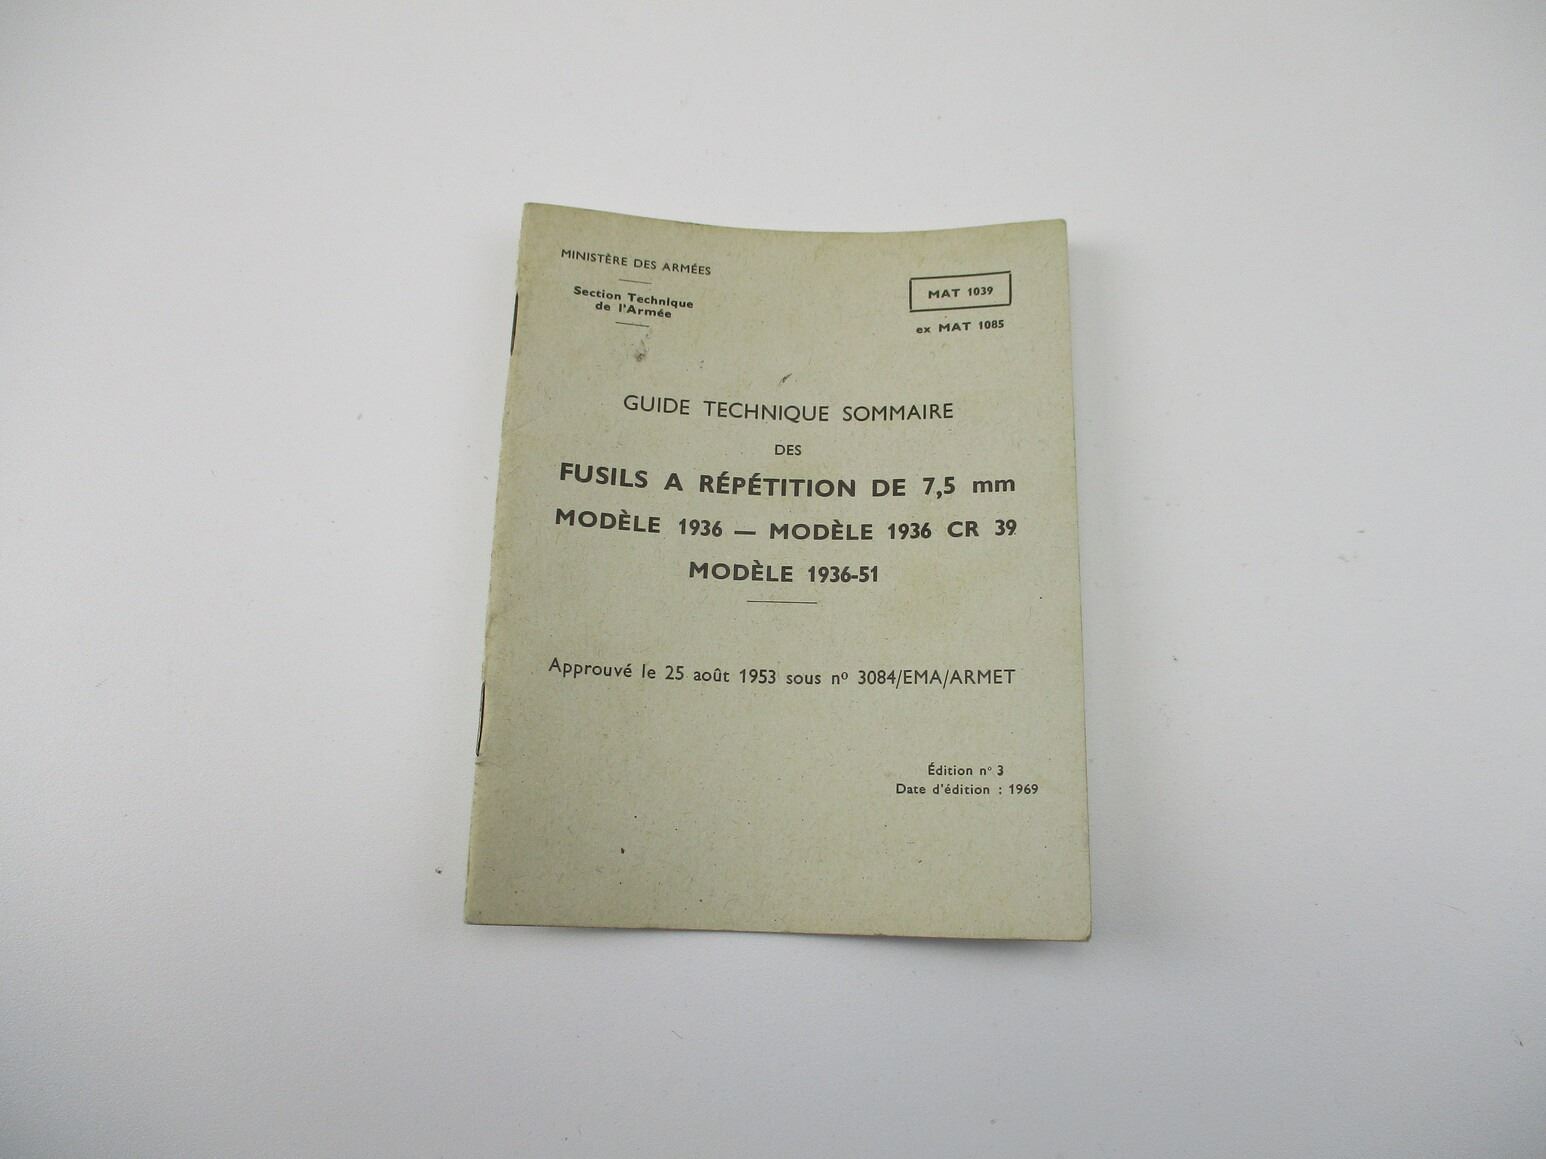 MINISTÈRE DES ARMÉES
Section Technique
de l'Armée
MAT 1039
ex MAT 1085
GUIDE TECHNIQUE SOMMAIRE
DES
FUSILS A RÉPÉTITION DE 7,5 mm
MODÈLE 1936 — MODÈLE 1936 CR 39
MODÈLE 1936-51
Approuvé le 25 août 1953 sous nº 3084/EMA/ARMET
Édition n° 3
Date d'édition : 1969